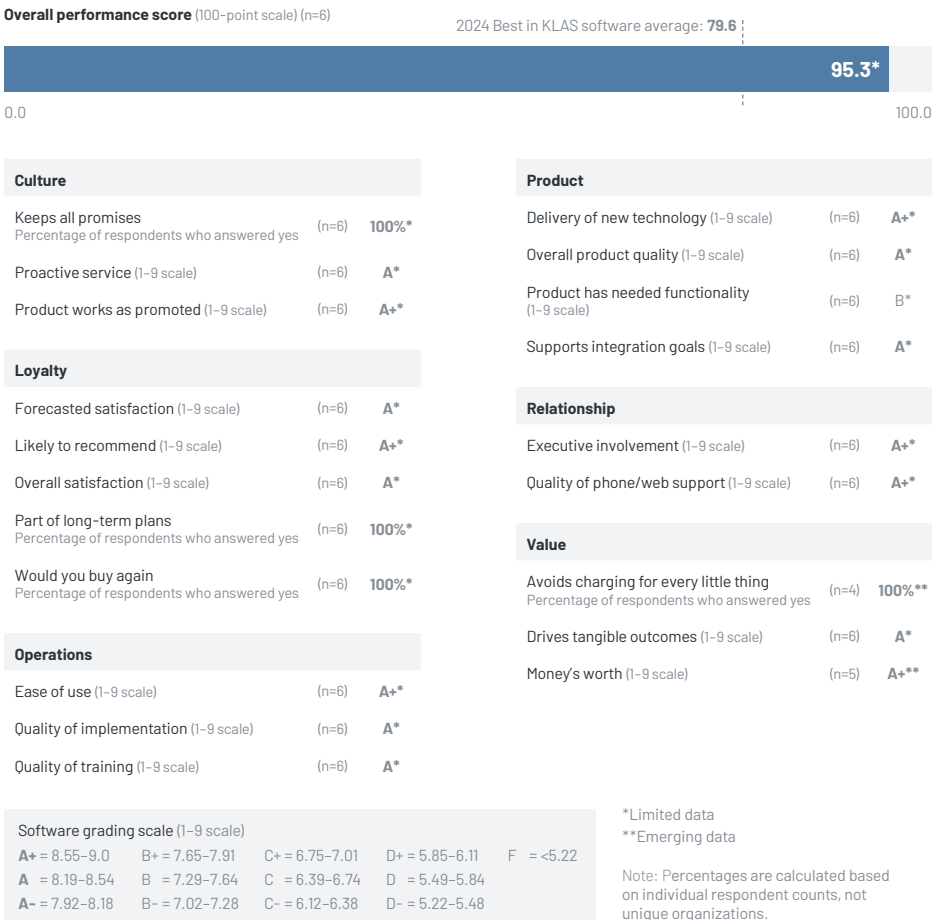 Overall performance score (100-point scale) (n=6)
2024 Best in KLAS software average: 79.6
95.3*
0.0
100.0
Culture
Keeps all promises
Percentage of respondents who answered yes
(n=6)
100%*
Proactive service (1–9 scale) (n=6) A*
Product works as promoted (1–9 scale) (n=6) A+*
Loyalty
Forecasted satisfaction (1–9 scale) (n=6) A*
Likely to recommend (1–9 scale) (n=6) A+*
Overall satisfaction (1–9 scale) (n=6) A*
Part of long-term plans
Percentage of respondents who answered yes
(n=6)
100%*
Would you buy again
Percentage of respondents who answered yes
(n=6)
100%*
Operations
Ease of use (1–9 scale) (n=6) A+*
Quality of implementation (1–9 scale) (n=6) A*
Quality of training (1–9 scale) (n=6) A*
Product
Delivery of new technology (1–9 scale) (n=6) A+*
Overall product quality (1–9 scale) (n=6) A*
Product has needed functionality
(1–9 scale)
(n=6)
B*
Supports integration goals (1–9 scale) (n=6) A*
Relationship
Executive involvement (1–9 scale) (n=6) A+*
Quality of phone/web support (1–9 scale) (n=6) A+*
Value
Avoids charging for every little thing
Percentage of respondents who answered yes
(n=4)
100%**
Drives tangible outcomes (1–9 scale) (n=6) A*
Money’s worth (1–9 scale) (n=5) A+**
Software grading scale (1–9 scale)
A+ = 8.55–9.0 B+ = 7.65–7.91 C+ = 6.75–7.01 D+ = 5.85–6.11 F = <5.22
A = 8.19–8.54 B = 7.29–7.64 C = 6.39–6.74 D = 5.49–5.84
A- = 7.92–8.18 B- = 7.02–7.28 C- = 6.12–6.38 D- = 5.22–5.48
*Limited data
**Emerging data
Note: Percentages are calculated based
on individual respondent counts, not
unique organizations.